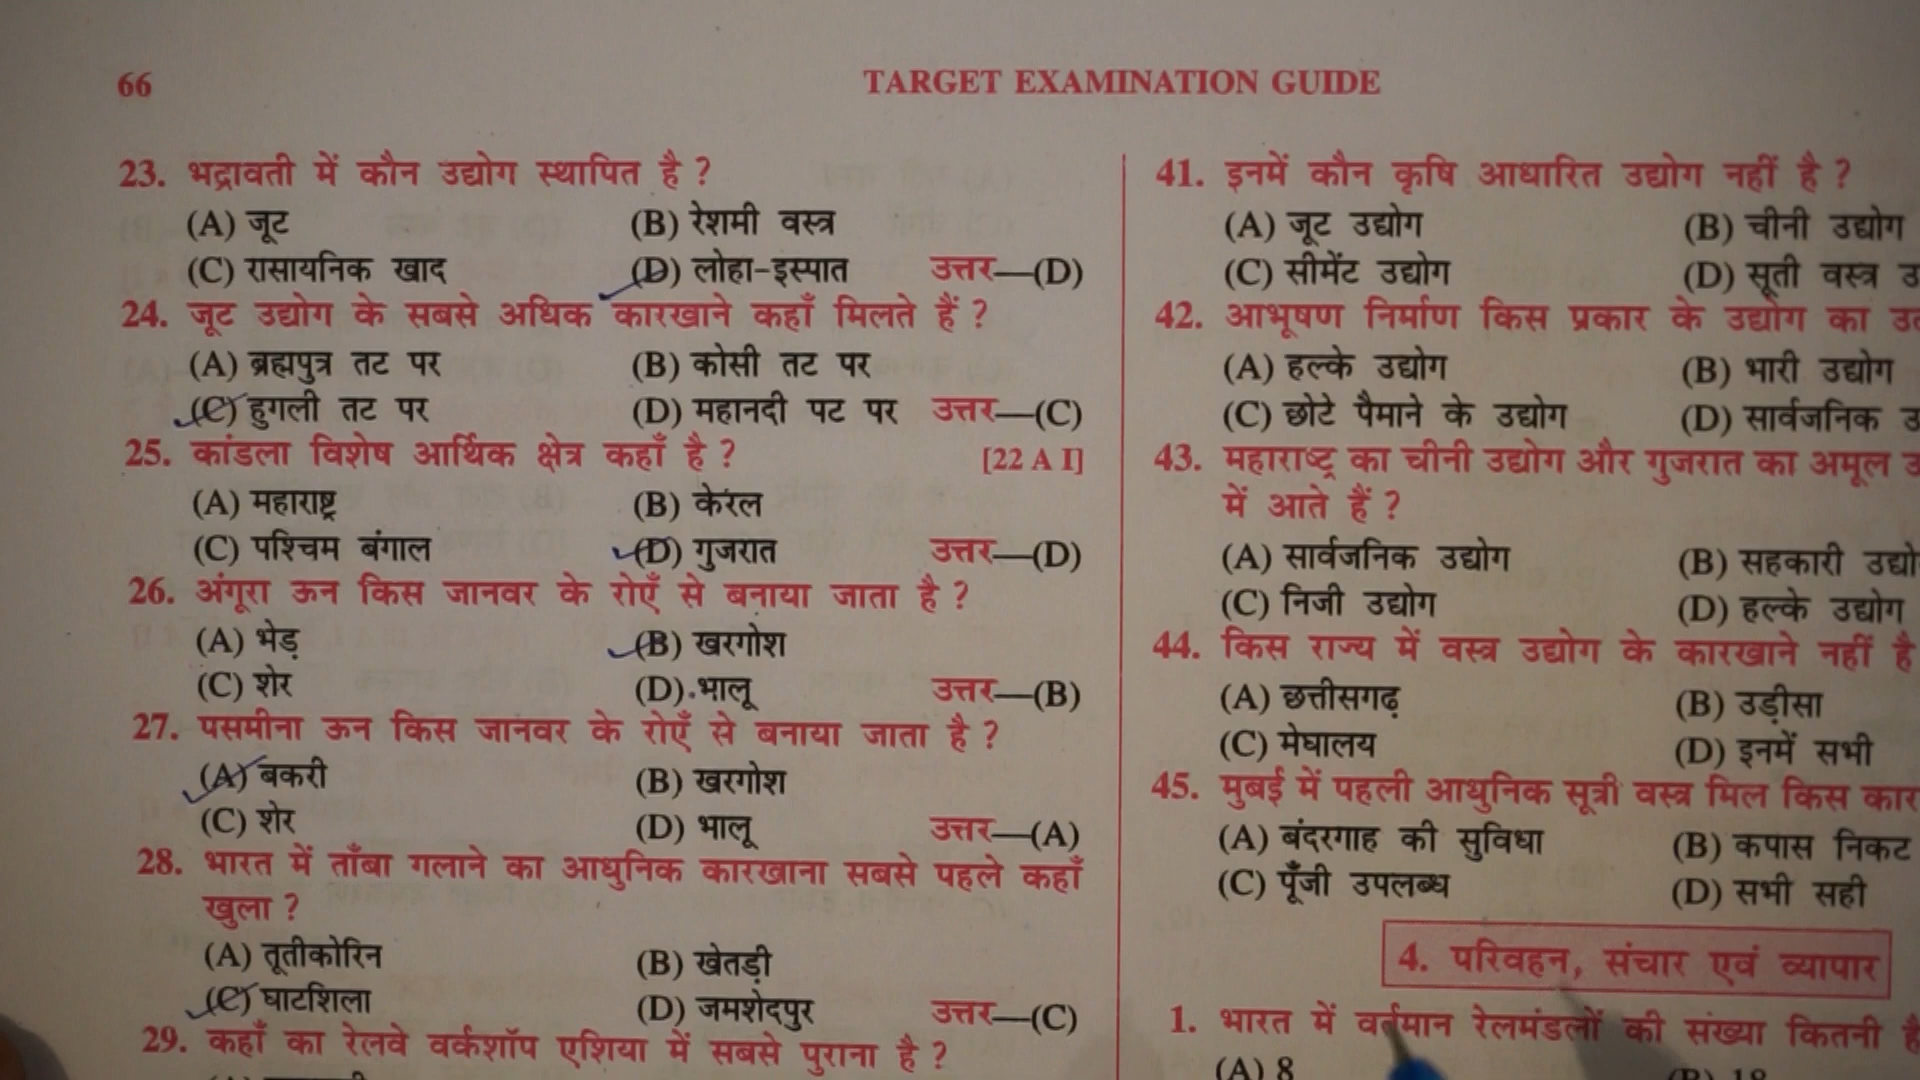 66
TARGET EXAMINATION GUIDE
23. भद्रावती में कौन उद्योग स्थापित है ?
(A) जूट (B) रेशमी वस्त्र
(C) रासायनिक खाद (D) लोहा-इस्पात उत्तर—(D)
24. जूट उद्योग के सबसे अधिक कारखाने कहाँ मिलते हैं ?
(A) ब्रह्मपुत्र तट पर (B) कोसी तट पर
(C) हुगली तट पर (D) महानदी पट पर उत्तर—(C)
25. कांडला विशेष आर्थिक क्षेत्र कहाँ है ? [22 A I]
(A) महाराष्ट्र (B) केरल
(C) पश्चिम बंगाल (D) गुजरात उत्तर—(D)
26. अंगूरा ऊन किस जानवर के रोएँ से बनाया जाता है ?
(A) भेड़ (B) खरगोश
(C) शेर (D) भालू उत्तर—(B)
27. पसमीना ऊन किस जानवर के रोएँ से बनाया जाता है ?
(A) बकरी (B) खरगोश
(C) शेर (D) भालू उत्तर—(A)
28. भारत में ताँबा गलाने का आधुनिक कारखाना सबसे पहले कहाँ
खुला ?
(A) तूतीकोरिन (B) खेतड़ी
(C) घाटशिला (D) जमशेदपुर उत्तर—(C)
29. कहाँ का रेलवे वर्कशॉप एशिया में सबसे पुराना है ?
41. इनमें कौन कृषि आधारित उद्योग नहीं है ?
(A) जूट उद्योग (B) चीनी उद्योग
(C) सीमेंट उद्योग (D) सूती वस्त्र
42. आभूषण निर्माण किस प्रकार के उद्योग का
(A) हल्के उद्योग (B) भारी उद्योग
(C) छोटे पैमाने के उद्योग (D) सार्वजनिक
43. महाराष्ट्र का चीनी उद्योग और गुजरात का अमूल
में आते हैं ?
(A) सार्वजनिक उद्योग (B) सहकारी
(C) निजी उद्योग (D) हल्के उद्योग
44. किस राज्य में वस्त्र उद्योग के कारखाने नहीं है
(A) छत्तीसगढ़ (B) उड़ीसा
(C) मेघालय (D) इनमें सभी
45. मुबई में पहली आधुनिक सूत्री वस्त्र मिल किस
(A) बंदरगाह की सुविधा (B) कपास निकट
(C) पूँजी उपलब्ध (D) सभी सही
4. परिवहन, संचार एवं व्यापार
1. भारत में वर्तमान रेलमंडलों की संख्या कितनी
(A) 8